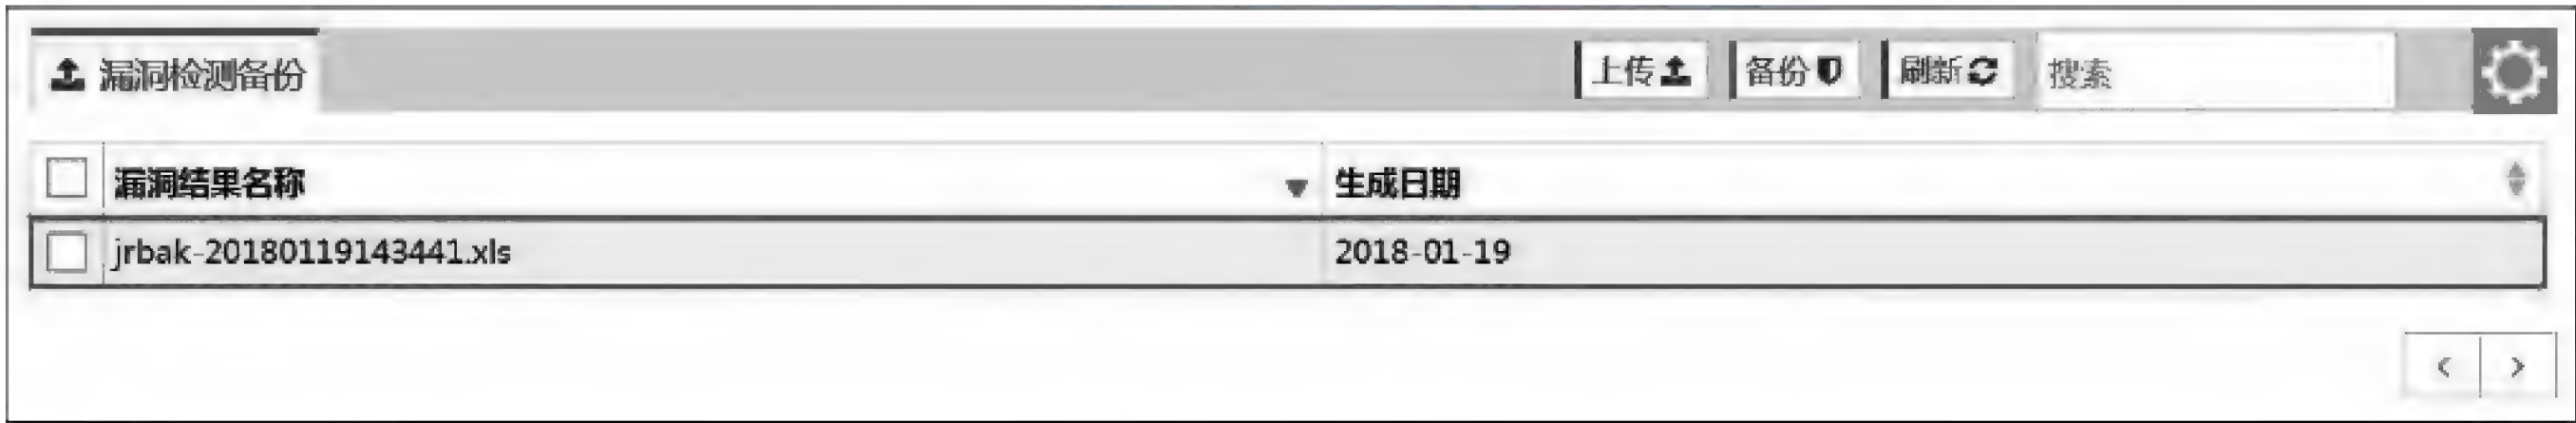 漏洞检测备份 上传 备份 刷新 搜索
漏洞结果名称 生成日期
jrbak-20180119143441.xls 2018-01-19